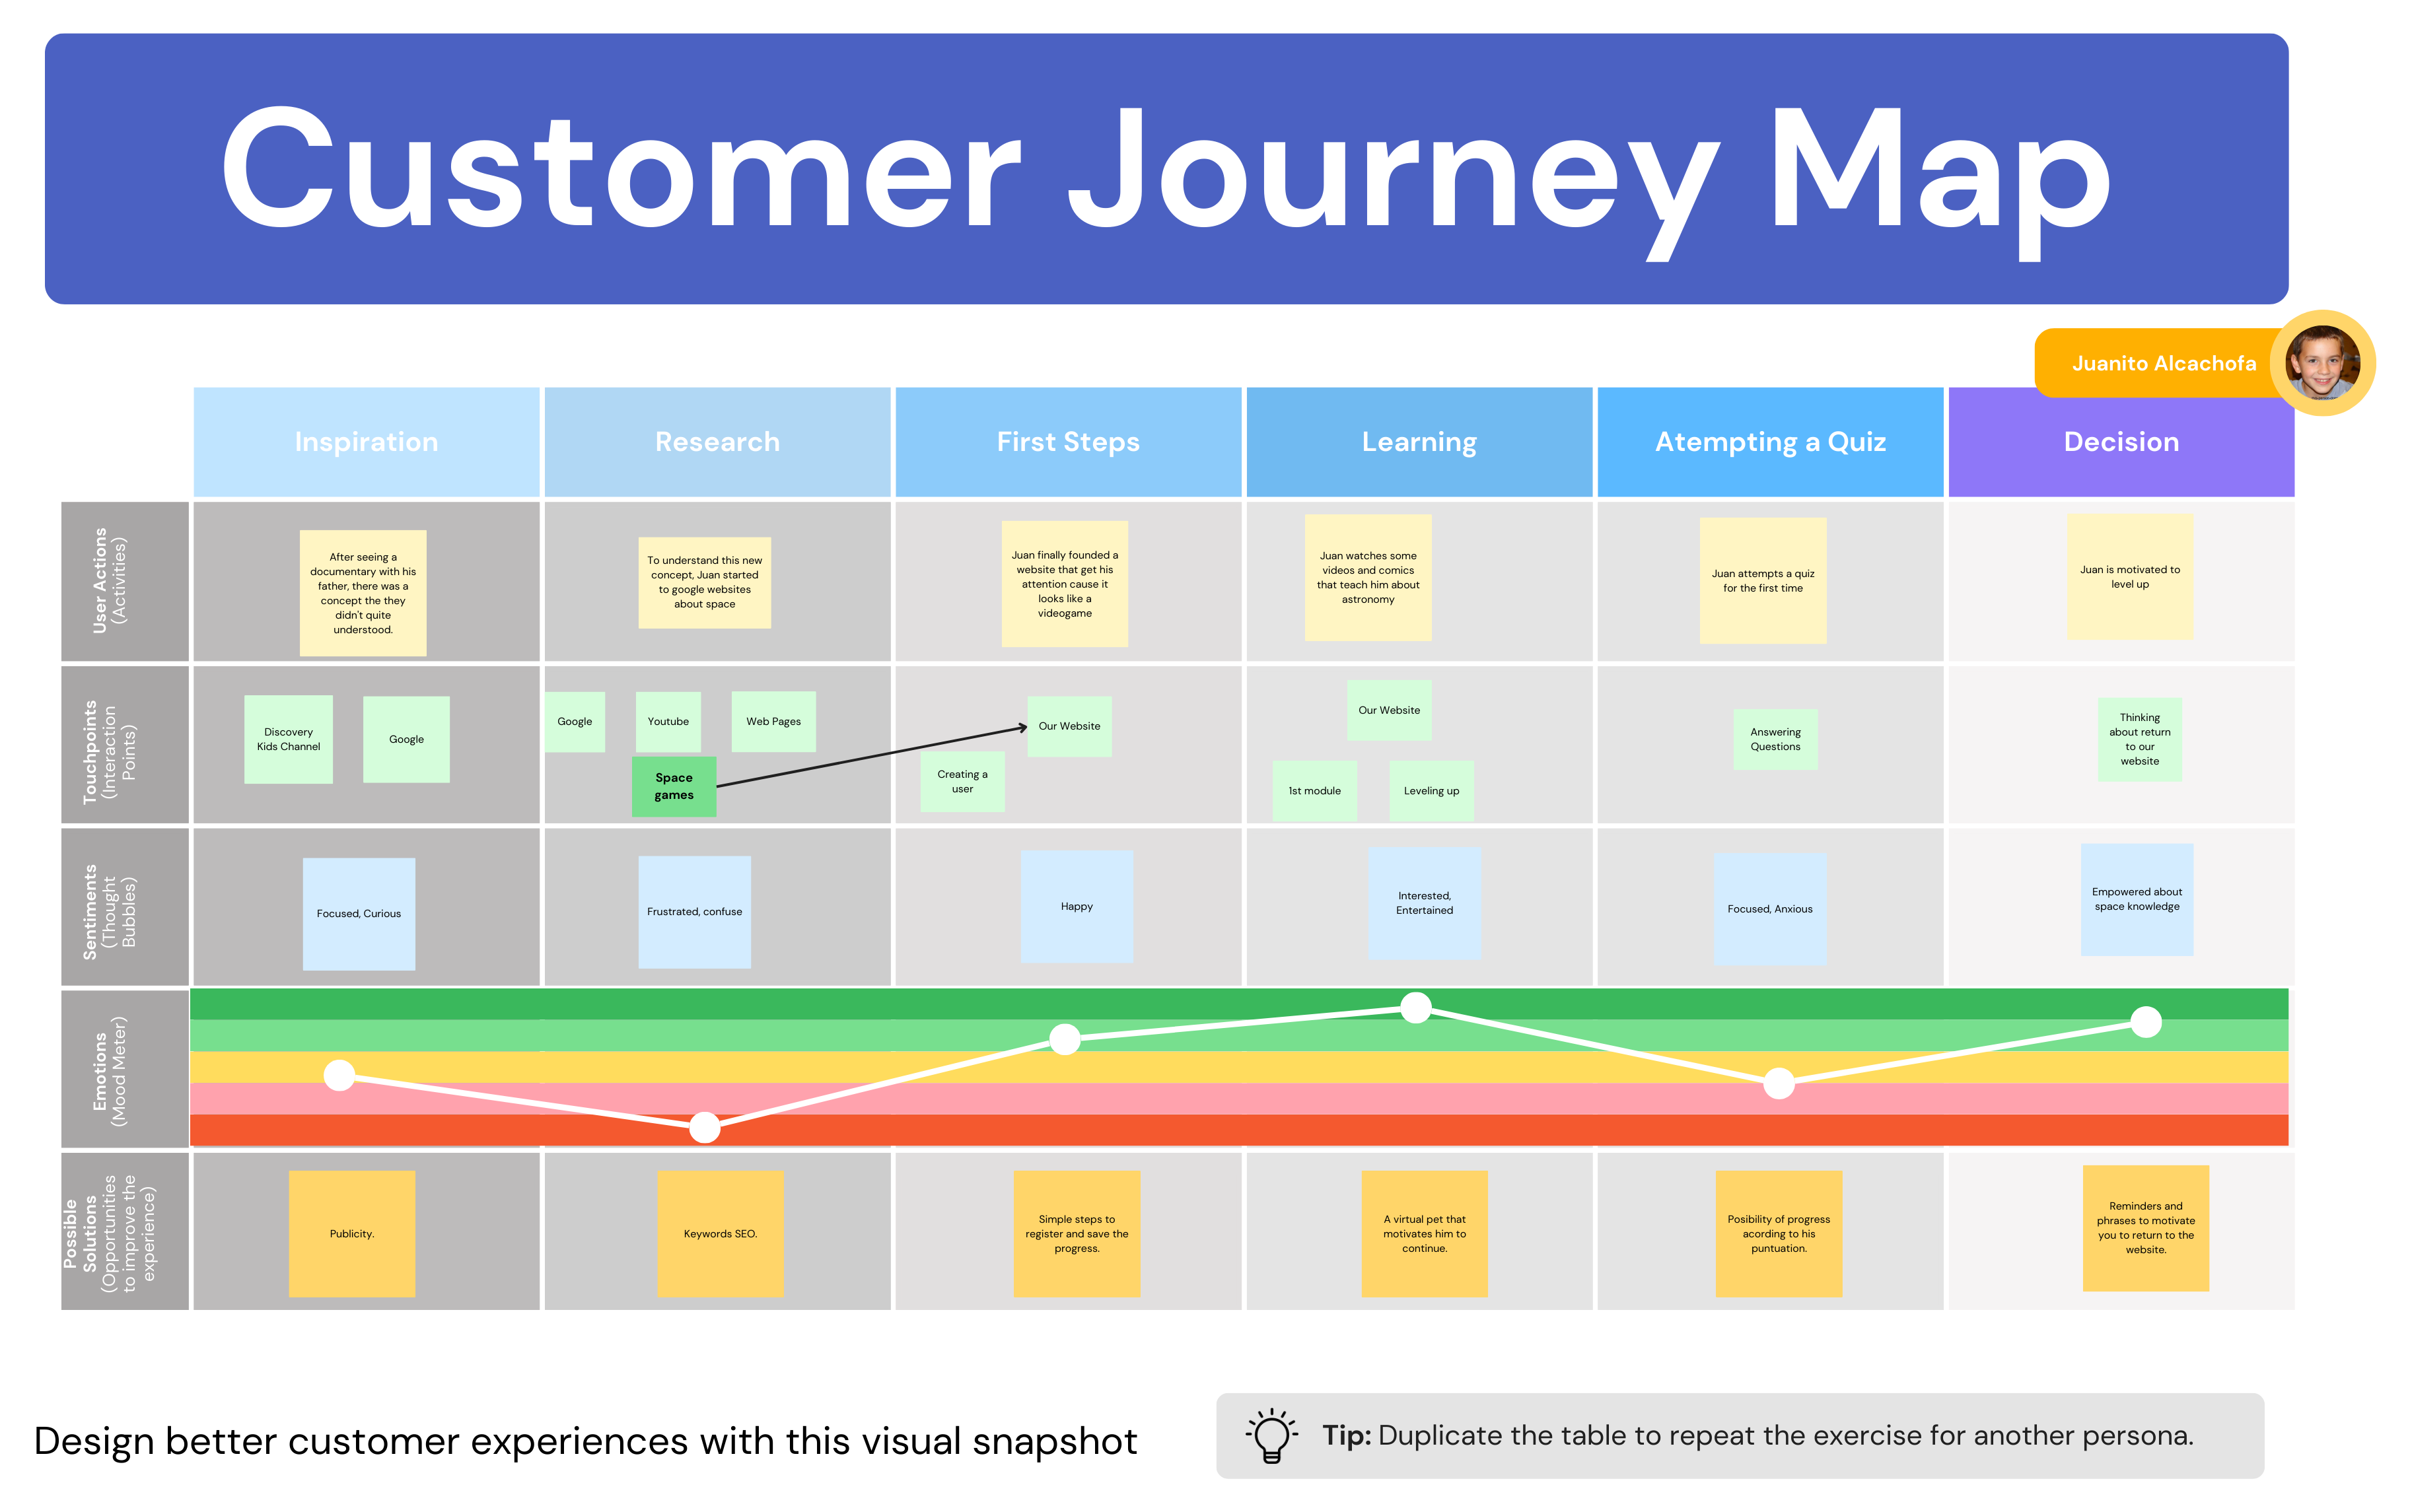 Customer Journey Map
Juanito Alcachofa
Inspiration
Research
First Steps
Learning
Atempting a Quiz
Decision
User Actions
(Activities)
After seeing a
documentary with his
father, there was a
concept the they
didn't quite
understood.
To understand this new
concept, Juan started
to google websites
about space
Juan finally founded a
website that get his
attention cause it
looks like a
videogame
Juan watches some
videos and comics
that teach him about
astronomy
Juan attempts a quiz
for the first time
Juan is motivated to
level up
Touchpoints
(Interaction
Points)
Discovery
Kids Channel
Google
Google
Youtube
Web Pages
Space
games
Our Website
Creating a
user
Our Website
1st module
Leveling up
Answering
Questions
Thinking
about return
to our
website
Sentiments
(Thought
Bubbles)
Focused, Curious
Frustrated, confuse
Happy
Interested,
Entertained
Focused, Anxious
Empowered about
space knowledge
Emotions
(Mood Meter)
Possible
Solutions
(Opportunities
to improve the
experience)
Publicity.
Keywords SEO.
Simple steps to
register and save the
progress.
A virtual pet that
motivates him to
continue.
Posibility of progress
acording to his
puntuation.
Reminders and
phrases to motivate
you to return to the
website.
Design better customer experiences with this visual snapshot
Tip: Duplicate the table to repeat the exercise for another persona.